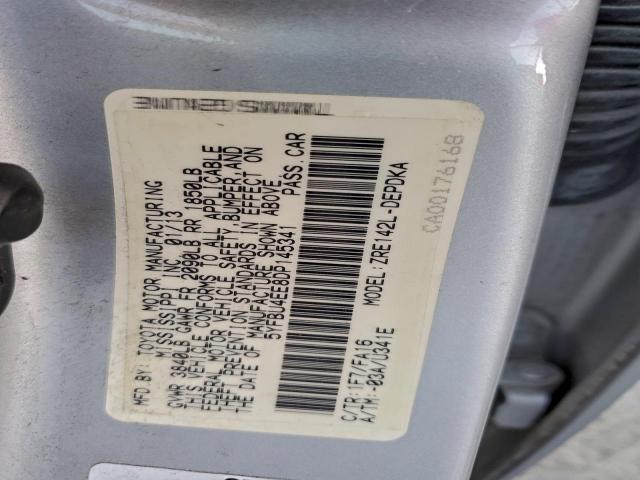 MFD.BY: TOYOTA MOTOR MANUFACTURING
MISSISSIPPI, INC. 01/13
GVWR 3840LB GAWR FR 2080LB RR 1850LB
THIS VEHICLE CONFORMS TO ALL APPLICABLE
FEDERAL MOTOR VEHICLE SAFETY, BUMPER, AND
THEFT PREVENTION STANDARDS IN EFFECT ON
THE DATE OF MANUFACTURE SHOWN ABOVE.
5YFBU4EE8DP145341 PASS.CAR
C/TR:1F7/FA16 MODEL:ZRE142L-DEPDKA
A/TM:-00A/U341E
CA00176168